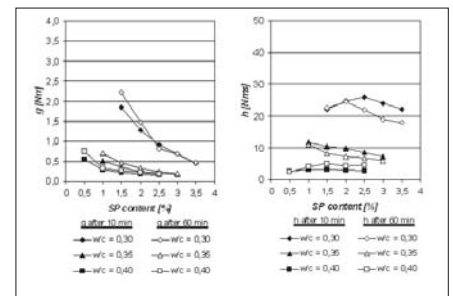 4,0
3,5
3,0
2,5
2,0
1,5
1,0
0,5
0,0
g [Nm]
0 0,5 1 1,5 2 2,5 3 3,5 4
SP content [%]
g after 10 min g after 60 min
w/c = 0,30 w/c = 0,30
w/c = 0,35 w/c = 0,35
w/c = 0,40 w/c = 0,40
50
40
30
20
10
0
h [Nms]
0 0,5 1 1,5 2 2,5 3 3,5 4
SP content [%]
h after 10 min h after 60 min
w/c = 0,30 w/c = 0,30
w/c = 0,35 w/c = 0,35
w/c = 0,40 w/c = 0,40